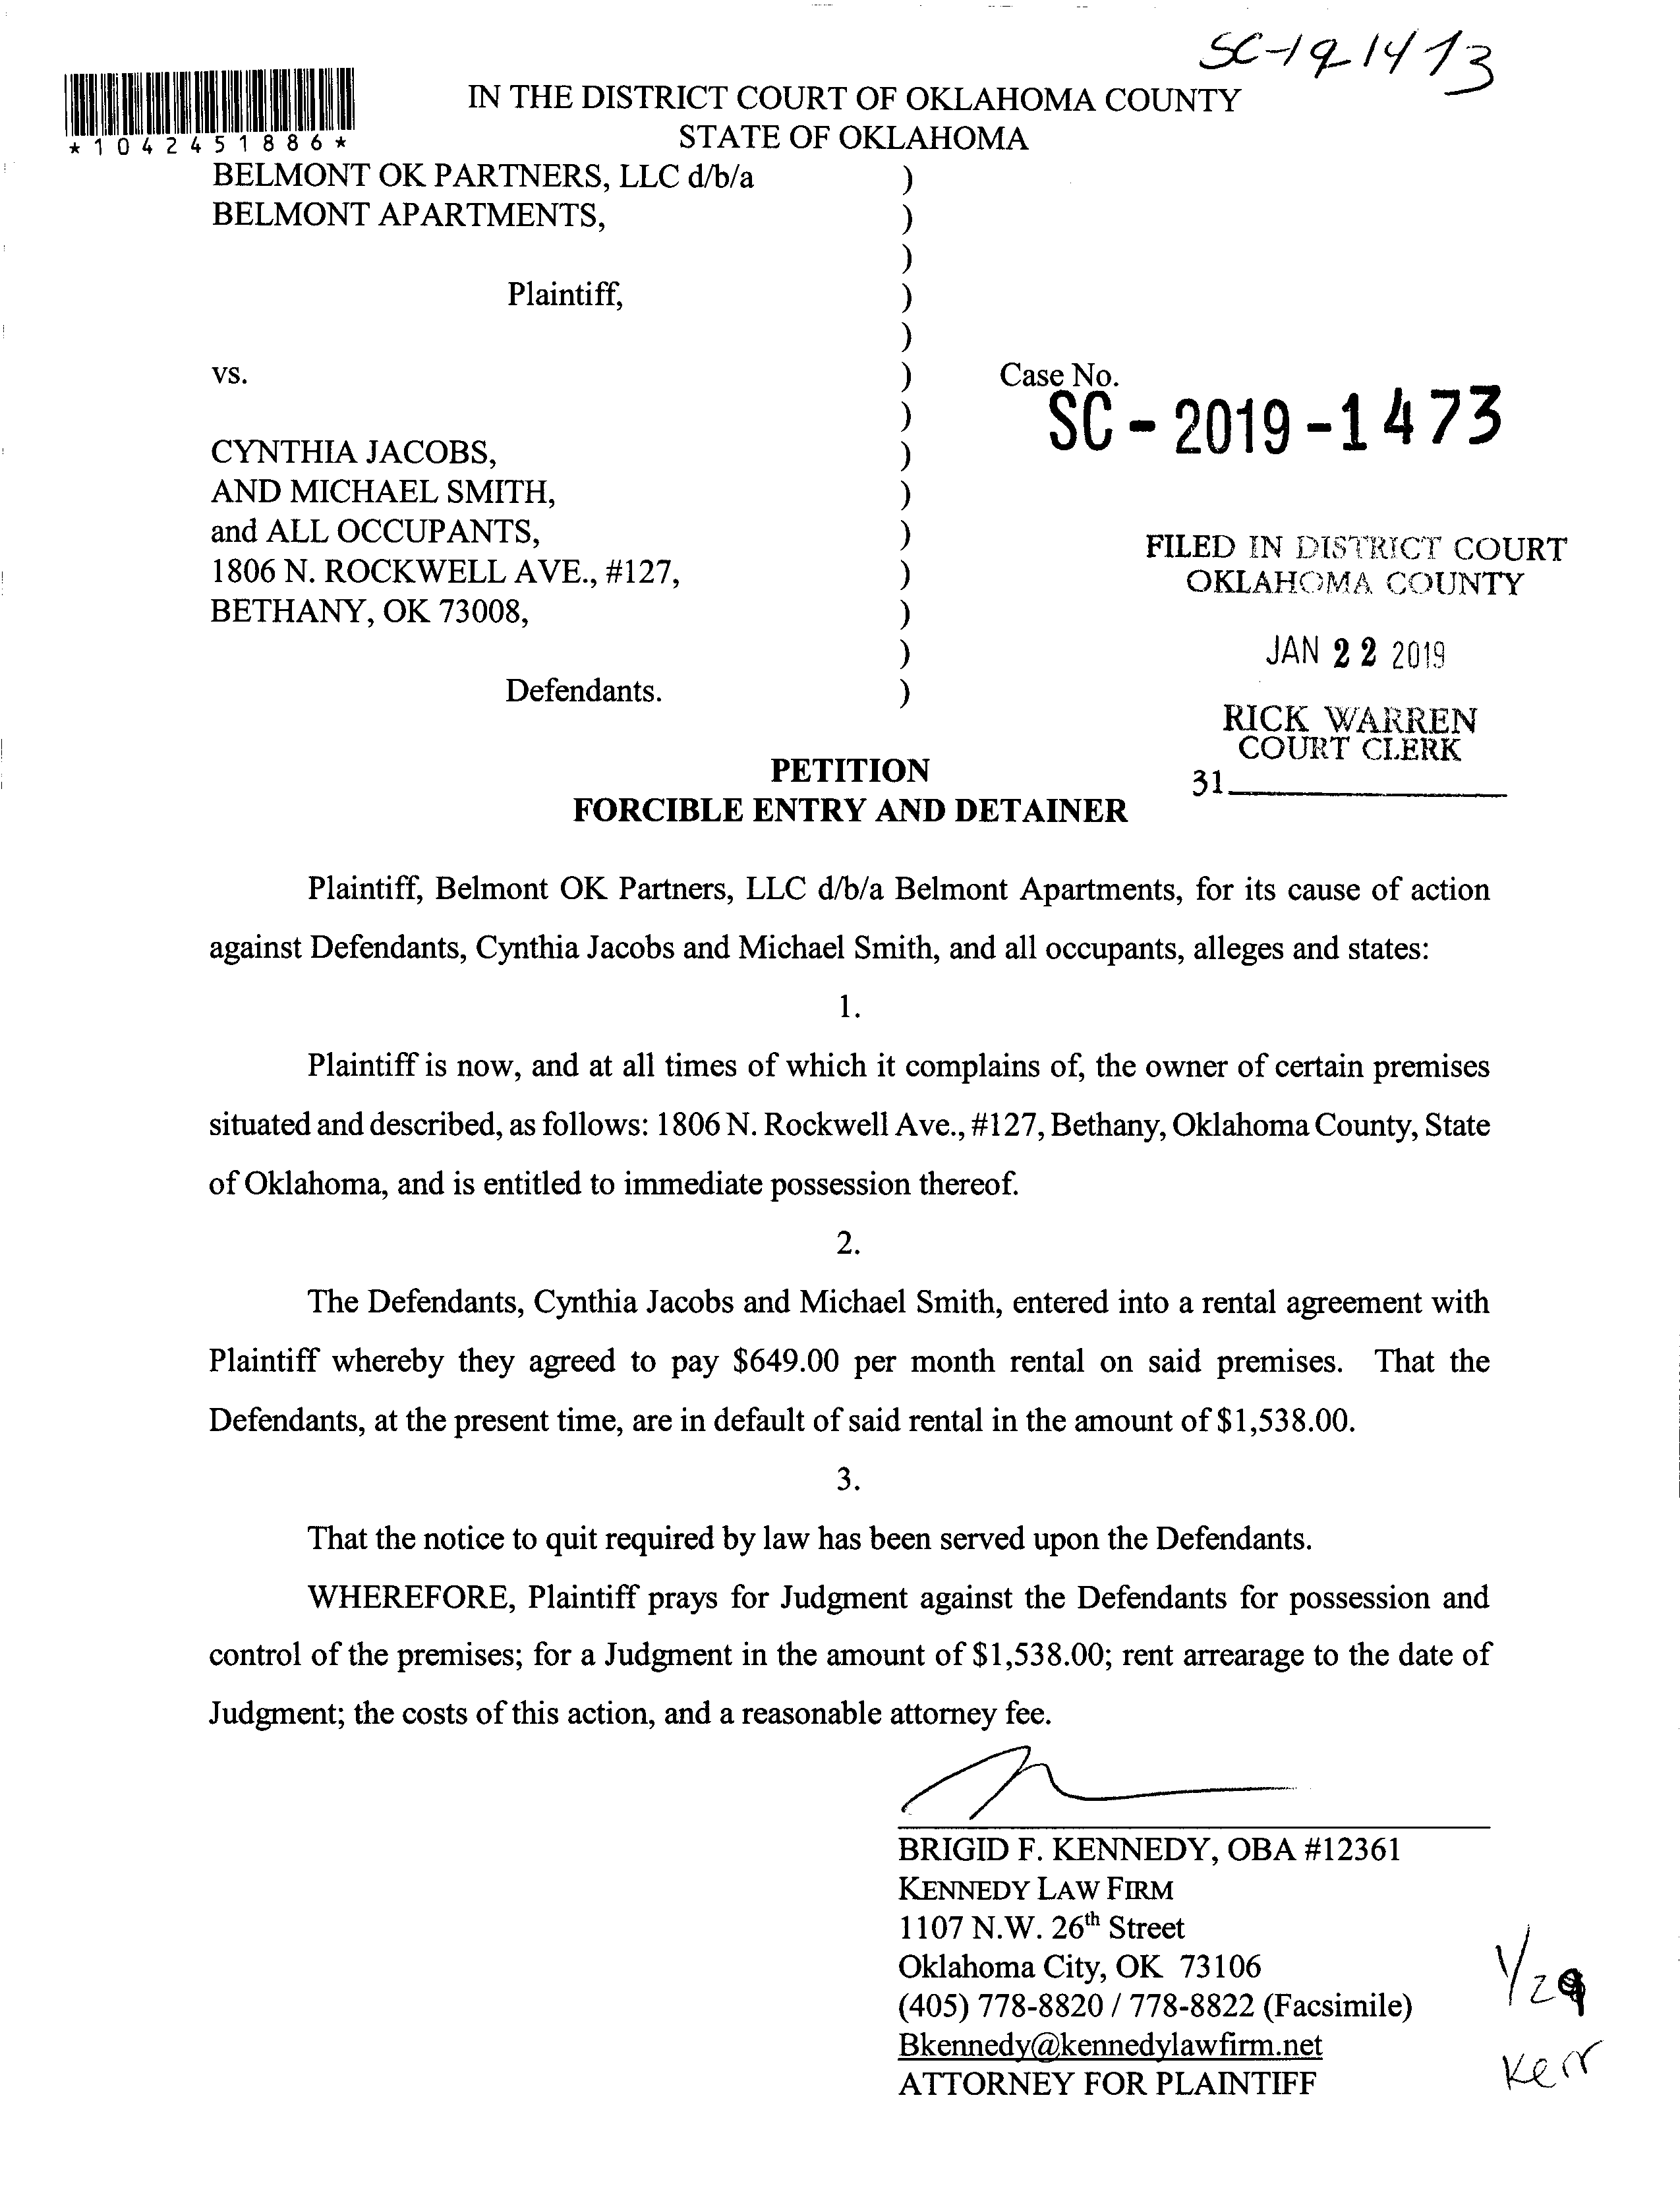 SC-19-1473
*1042451886*
IN THE DISTRICT COURT OF OKLAHOMA COUNTY
STATE OF OKLAHOMA
BELMONT OK PARTNERS, LLC d/b/a )
BELMONT APARTMENTS, )
)
Plaintiff, )
)
vs. ) Case No.
) SC - 2019 - 1473
CYNTHIA JACOBS, )
AND MICHAEL SMITH, )
and ALL OCCUPANTS, )
1806 N. ROCKWELL AVE., #127, )
BETHANY, OK 73008, )
)
Defendants. )
FILED IN DISTRICT COURT
OKLAHOMA COUNTY
JAN 22 2019
RICK WARREN
COURT CLERK
31
PETITION
FORCIBLE ENTRY AND DETAINER
Plaintiff, Belmont OK Partners, LLC d/b/a Belmont Apartments, for its cause of action
against Defendants, Cynthia Jacobs and Michael Smith, and all occupants, alleges and states:
1.
Plaintiff is now, and at all times of which it complains of, the owner of certain premises
situated and described, as follows: 1806 N. Rockwell Ave., #127, Bethany, Oklahoma County, State
of Oklahoma, and is entitled to immediate possession thereof.
2.
The Defendants, Cynthia Jacobs and Michael Smith, entered into a rental agreement with
Plaintiff whereby they agreed to pay $649.00 per month rental on said premises. That the
Defendants, at the present time, are in default of said rental in the amount of $1,538.00.
3.
That the notice to quit required by law has been served upon the Defendants.
WHEREFORE, Plaintiff prays for Judgment against the Defendants for possession and
control of the premises; for a Judgment in the amount of $1,538.00; rent arrearage to the date of
Judgment; the costs of this action, and a reasonable attorney fee.
BRIGID F. KENNEDY, OBA #12361
KENNEDY LAW FIRM
1107 N.W. 26th Street
Oklahoma City, OK 73106
(405) 778-8820 / 778-8822 (Facsimile)
Bkennedy@kennedylawfirm.net
ATTORNEY FOR PLAINTIFF
1/29
Kerr